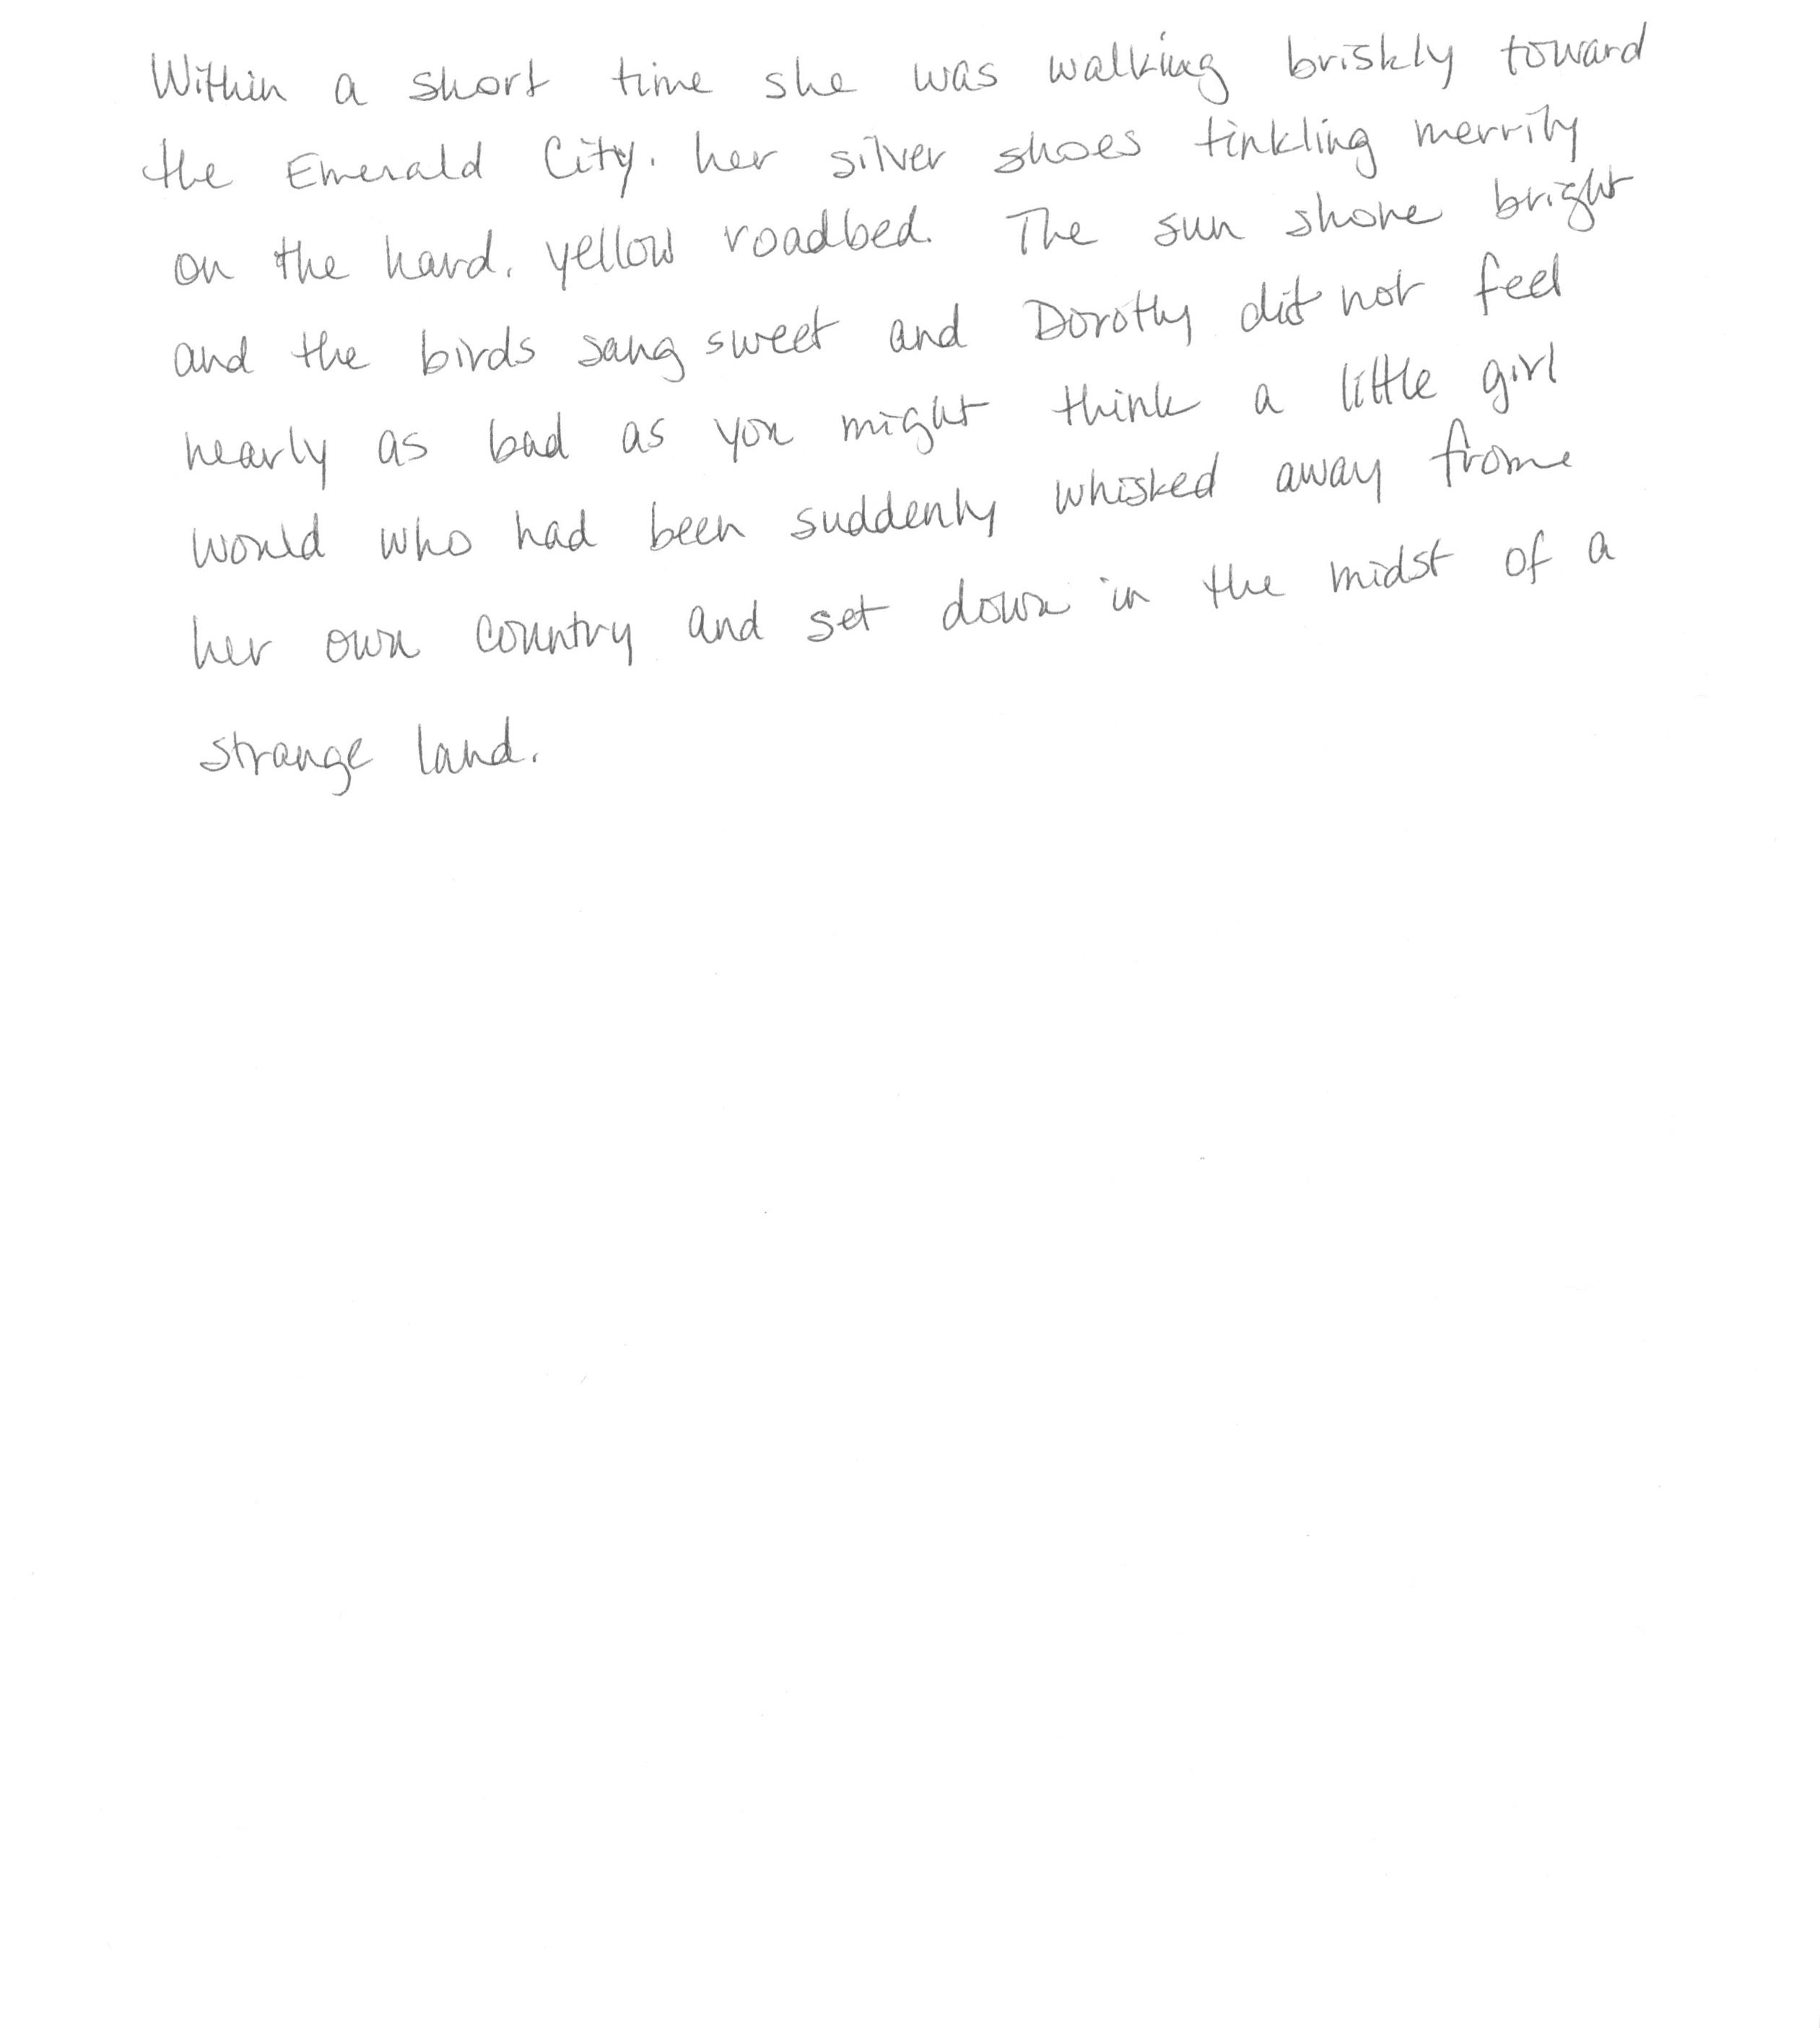 Within a short time she was walking briskly toward
the Emerald City. her silver shoes tinkling merrily
on the hard. yellow roadbed. The sun shone bright
and the birds sang sweet and Dorothy did not feel
nearly as bad as you might think a little girl
would who had been suddenly whisked away from
her own country and set down in the midst of a
strange land.